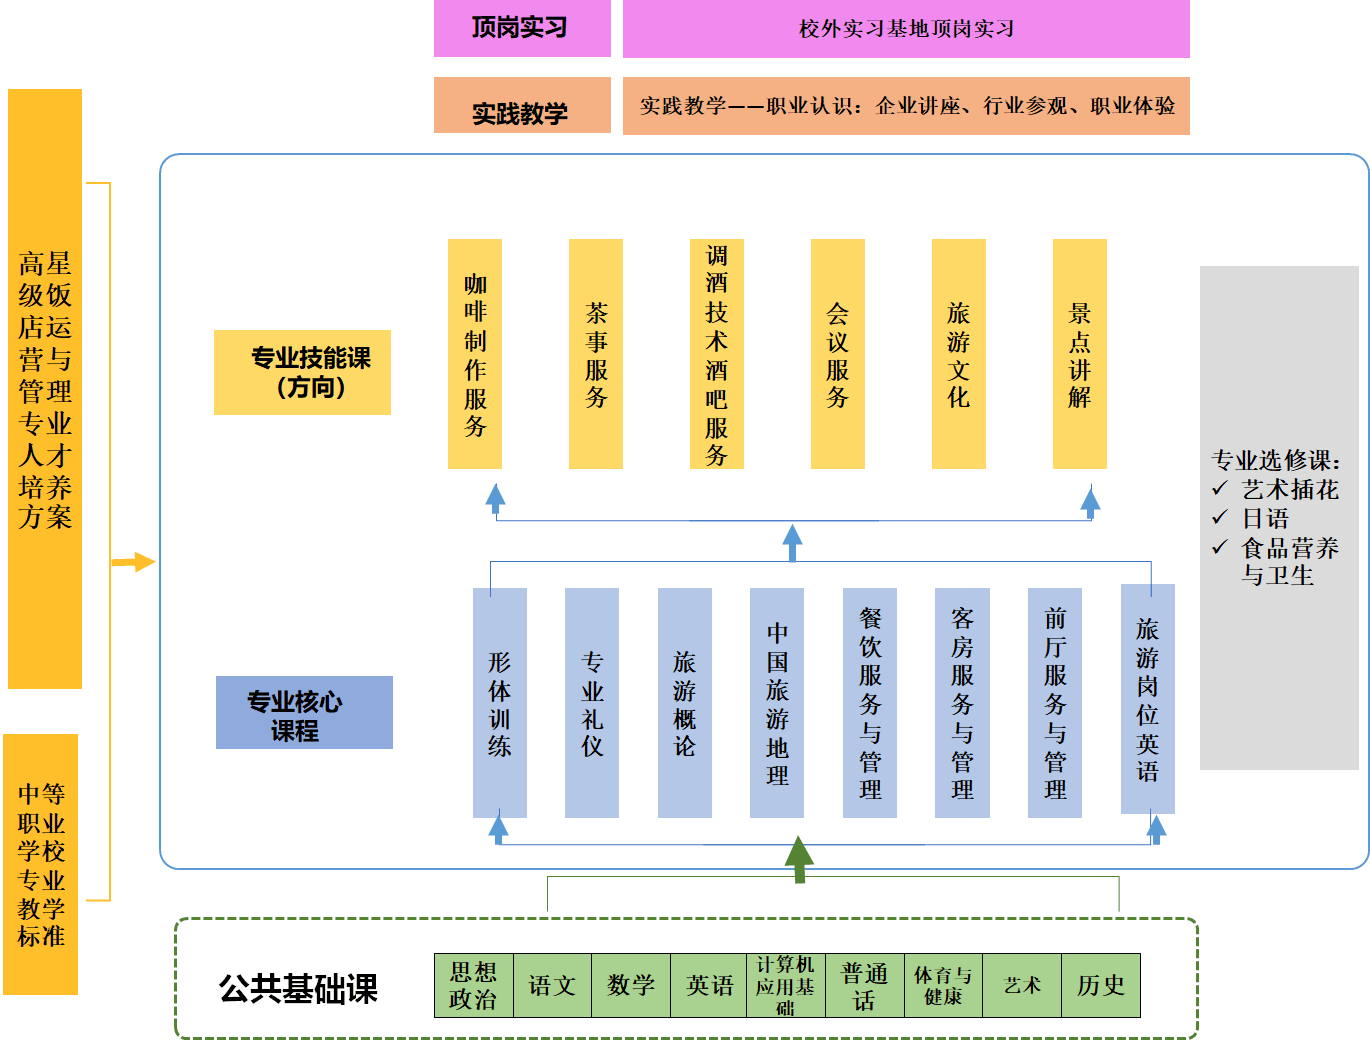 顶岗实习
校外实习基地顶岗实习
实践教学
实践教学——职业认识：企业讲座、行业参观、职业体验
高星
级饭
店运
营与
管理
专业
人才
培养
方案
中等
职业
学校
专业
教学
标准
专业技能课
（方向）
咖啡制作服务
茶事服务
调酒技术酒吧服务
会议服务
旅游文化
景点讲解
专业核心
课程
形体训练
专业礼仪
旅游概论
中国旅游地理
餐饮服务与管理
客房服务与管理
前厅服务与管理
旅游岗位英语
专业选修课：
✓ 艺术插花
✓ 日语
✓ 食品营养
与卫生
公共基础课
思想
政治
语文
数学
英语
计算机
应用基
础
普通
话
体育与
健康
艺术
历史